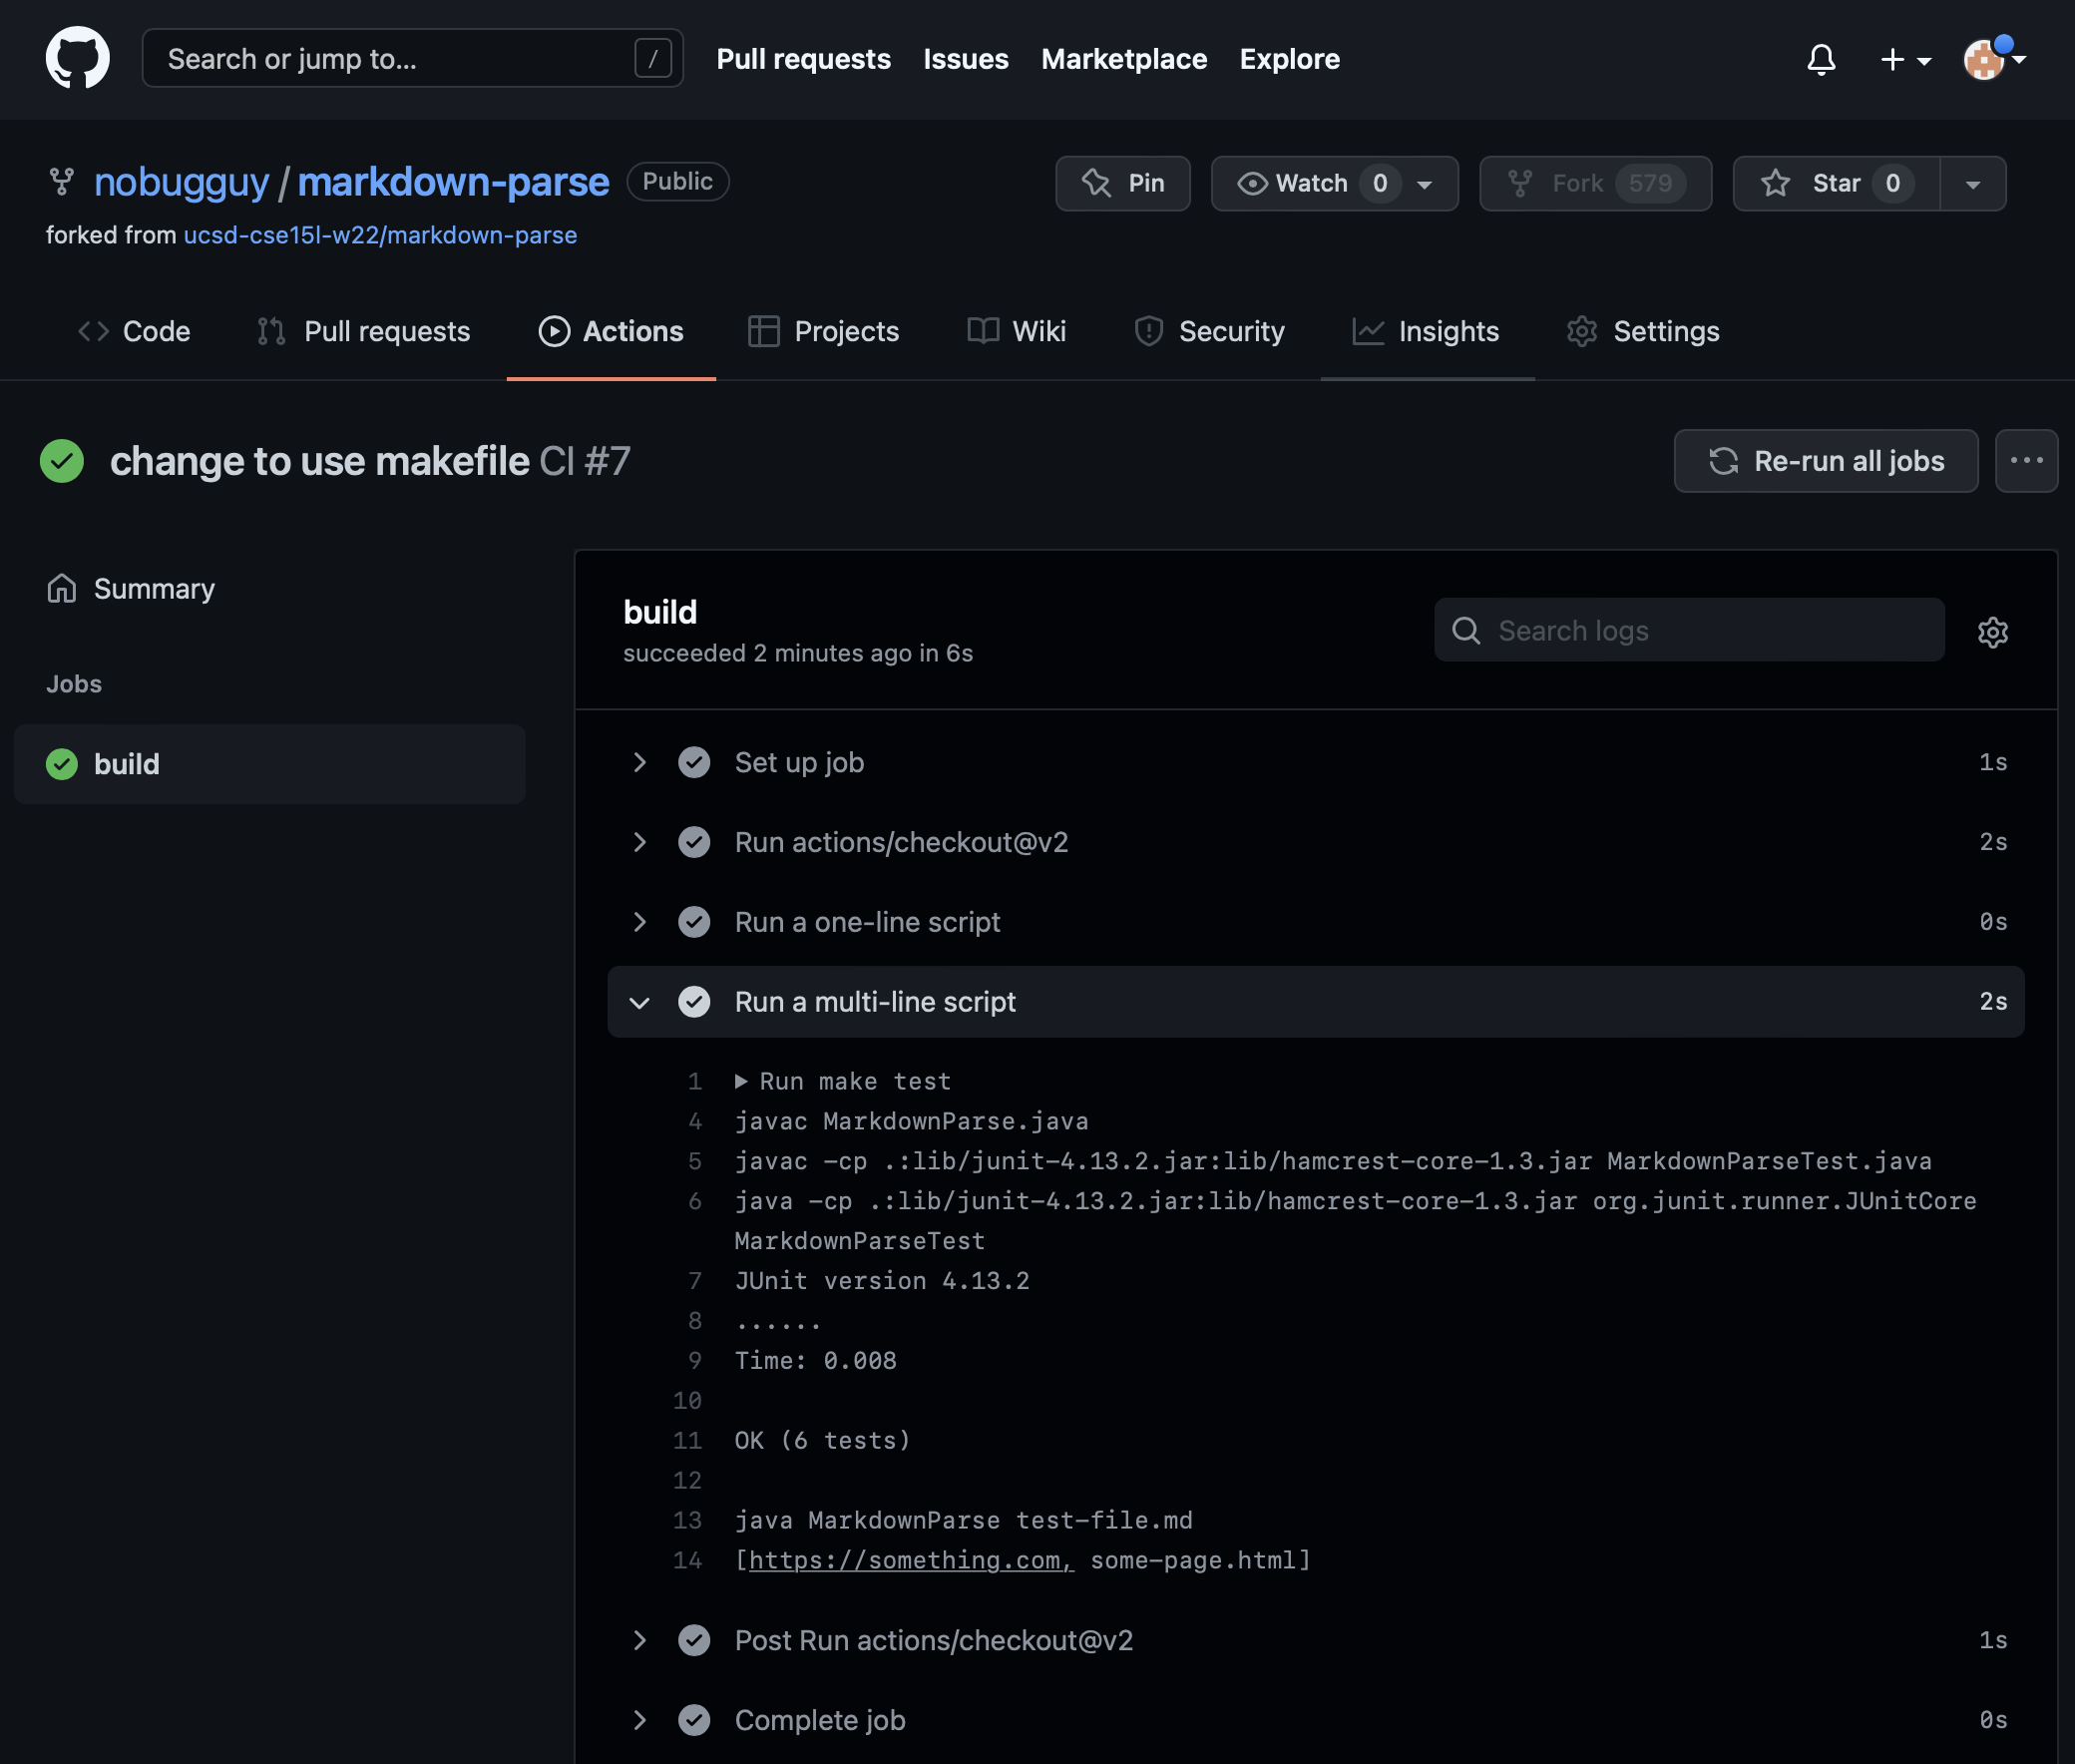 Search or jump to... /
Pull requests Issues Marketplace Explore
nobugguy / markdown-parse Public
Pin Watch 0 Fork 579 Star 0
forked from ucsd-cse15l-w22/markdown-parse
Code Pull requests Actions Projects Wiki Security Insights Settings
change to use makefile CI #7
Re-run all jobs
Summary
Jobs
build
build
succeeded 2 minutes ago in 6s
Search logs
Set up job 1s
Run actions/checkout@v2 2s
Run a one-line script 0s
Run a multi-line script 2s
1 Run make test
4 javac MarkdownParse.java
5 javac -cp .:lib/junit-4.13.2.jar:lib/hamcrest-core-1.3.jar MarkdownParseTest.java
6 java -cp .:lib/junit-4.13.2.jar:lib/hamcrest-core-1.3.jar org.junit.runner.JUnitCore
MarkdownParseTest
7 JUnit version 4.13.2
8 ......
9 Time: 0.008
10
11 OK (6 tests)
12
13 java MarkdownParse test-file.md
14 [https://something.com, some-page.html]
Post Run actions/checkout@v2 1s
Complete job 0s